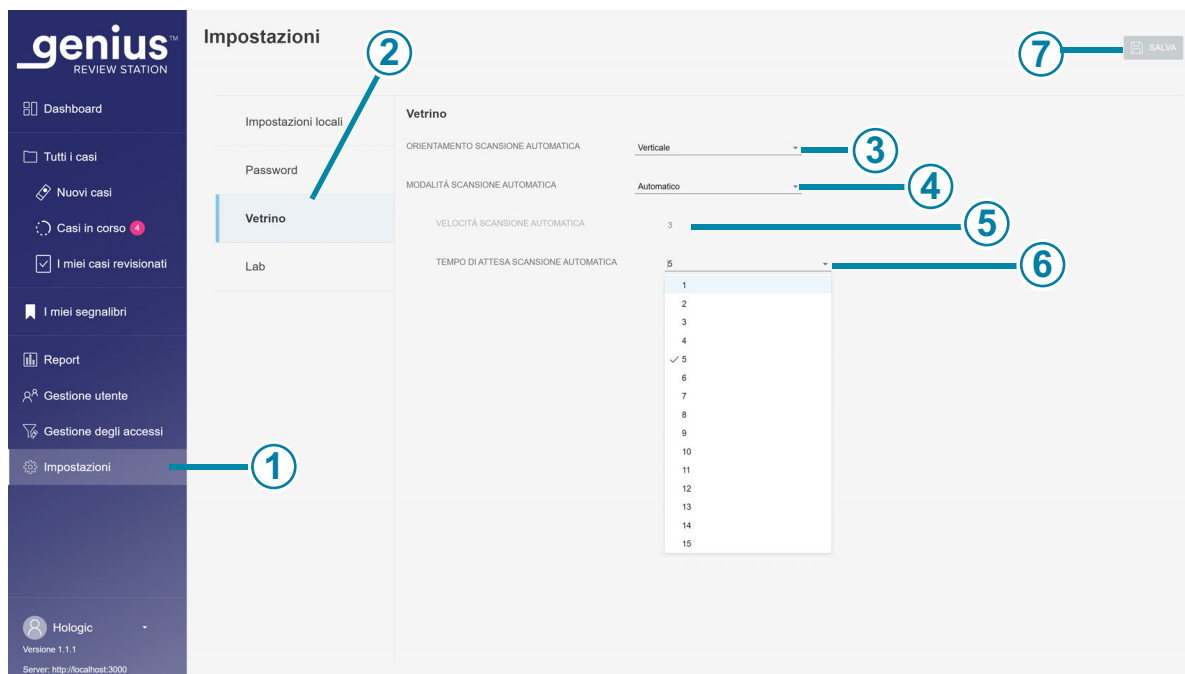 genius™
REVIEW STATION
Dashboard
Tutti i casi
Nuovi casi
Casi in corso 4
I miei casi revisionati
I miei segnalibri
Report
Gestione utente
Gestione degli accessi
Impostazioni
1
Hologic
Versione 1.1.1
Server: http://localhost:3000
Impostazioni
2
7
SALVA
Impostazioni locali
Password
Vetrino
Lab
Vetrino
ORIENTAMENTO SCANSIONE AUTOMATICA Verticale 3
MODALITÀ SCANSIONE AUTOMATICA Automatico 4
VELOCITÀ SCANSIONE AUTOMATICA 3 5
TEMPO DI ATTESA SCANSIONE AUTOMATICA 5 6
1
2
3
4
5
6
7
8
9
10
11
12
13
14
15